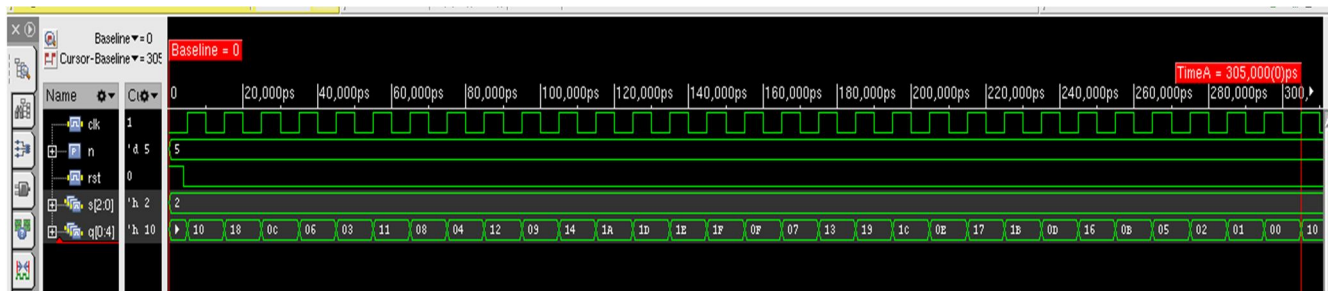 Baseline▼=0
Cursor-Baseline▼=305
Baseline = 0
TimeA = 305,000(0)ps
Name
0 20,000ps 40,000ps 60,000ps 80,000ps 100,000ps 120,000ps 140,000ps 160,000ps 180,000ps 200,000ps 220,000ps 240,000ps 260,000ps 280,000ps 300,
clk 1
n 'd 5 5
rst 0
s[2:0] 'h 2 2
q[0:4] 'h 10 10 18 0C 06 03 11 08 04 12 09 14 1A 1D 1E 1F 0F 07 13 19 1C 0E 17 1B 0D 16 0B 05 02 01 00 10